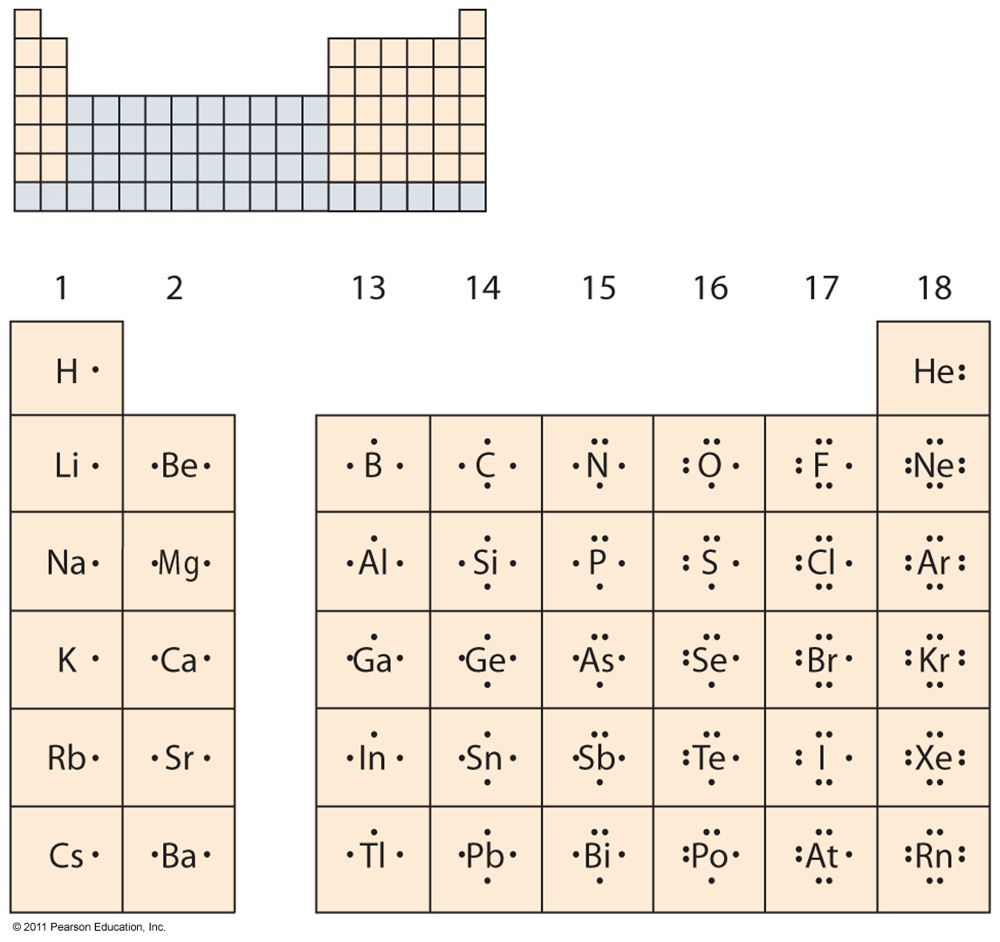 1 2 13 14 15 16 17 18
H He
Li Be B C N O F Ne
Na Mg Al Si P S Cl Ar
K Ca Ga Ge As Se Br Kr
Rb Sr In Sn Sb Te I Xe
Cs Ba Tl Pb Bi Po At Rn
© 2011 Pearson Education, Inc.